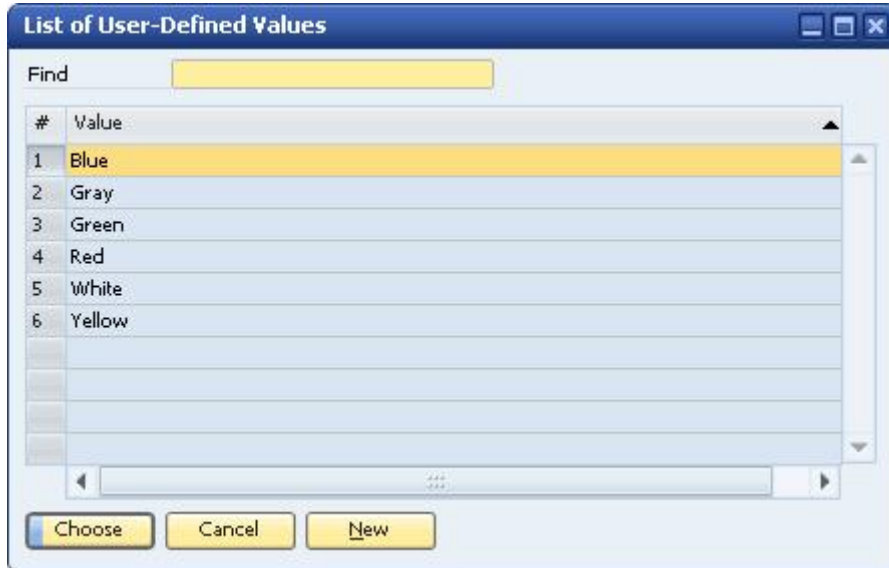 List of User-Defined Values
Find
# Value
1 Blue
2 Gray
3 Green
4 Red
5 White
6 Yellow
Choose Cancel New